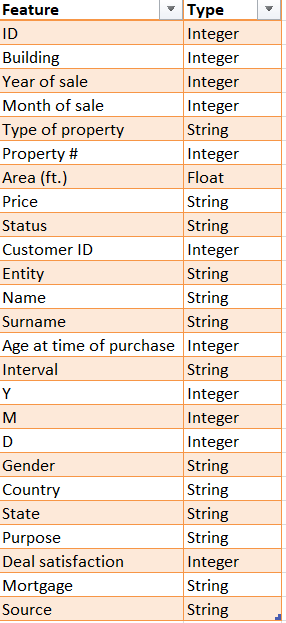 Feature Type
ID Integer
Building Integer
Year of sale Integer
Month of sale Integer
Type of property String
Property # Integer
Area (ft.) Float
Price String
Status String
Customer ID Integer
Entity String
Name String
Surname String
Age at time of purchase Integer
Interval String
Y Integer
M Integer
D Integer
Gender String
Country String
State String
Purpose String
Deal satisfaction Integer
Mortgage String
Source String